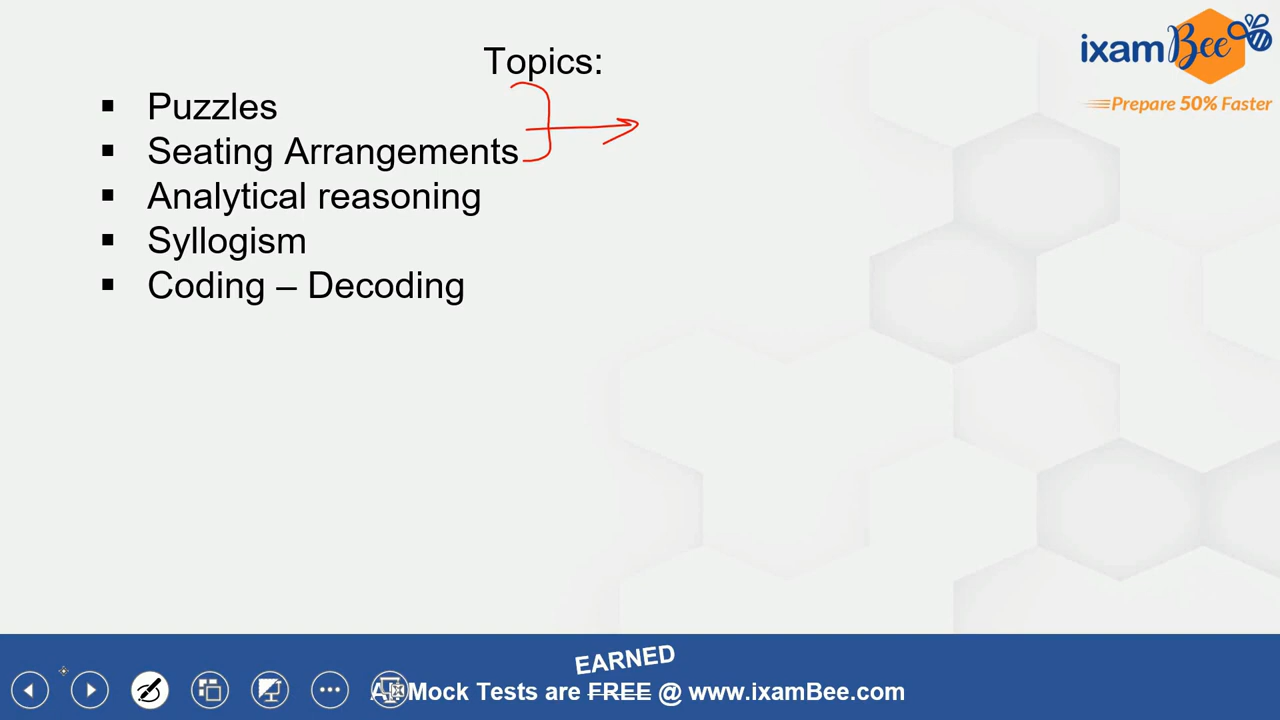 ixamBee
Prepare 50% Faster
Topics:
▪ Puzzles
▪ Seating Arrangements
▪ Analytical reasoning
▪ Syllogism
▪ Coding – Decoding
EARNED
Mock Tests are FREE @ www.ixamBee.com